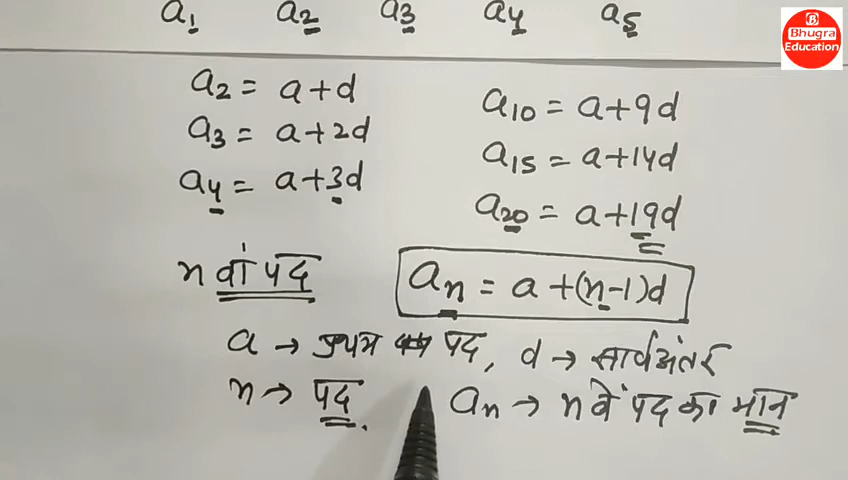 a1 a2 a3 a4 a5
Bhugra
Education
a2 = a+d
a3 = a+2d
a4 = a+3d
a10 = a+9d
a15 = a+14d
a20 = a+19d
n वां पद
an = a+(n-1)d
a → प्रथम पद, d → सार्वअंतर
n → पद.
an → n वें पद का मान